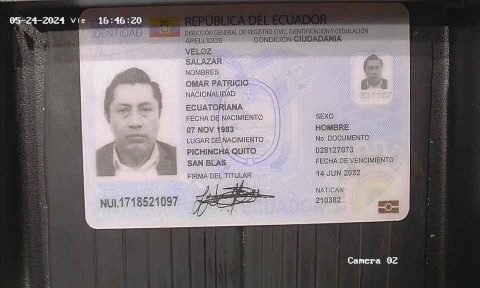 05-24-2024 Vie 16:46:20
REPÚBLICA DEL ECUADOR
DIRECCIÓN GENERAL DE REGISTRO CIVIL, IDENTIFICACIÓN Y CEDULACIÓN
IDENTIDAD
APELLIDOS
CONDICIÓN CIUDADANIA
VELOZ
SALAZAR
NOMBRES
OMAR PATRICIO
NACIONALIDAD
ECUATORIANA
FECHA DE NACIMIENTO
07 NOV 1983
LUGAR DE NACIMIENTO
PICHINCHA QUITO
SAN BLAS
FIRMA DEL TITULAR
SEXO
HOMBRE
No. DOCUMENTO
028127073
FECHA DE VENCIMIENTO
14 JUN 2032
NAT/CAN
210382
NUI.1718521097
Camera 02